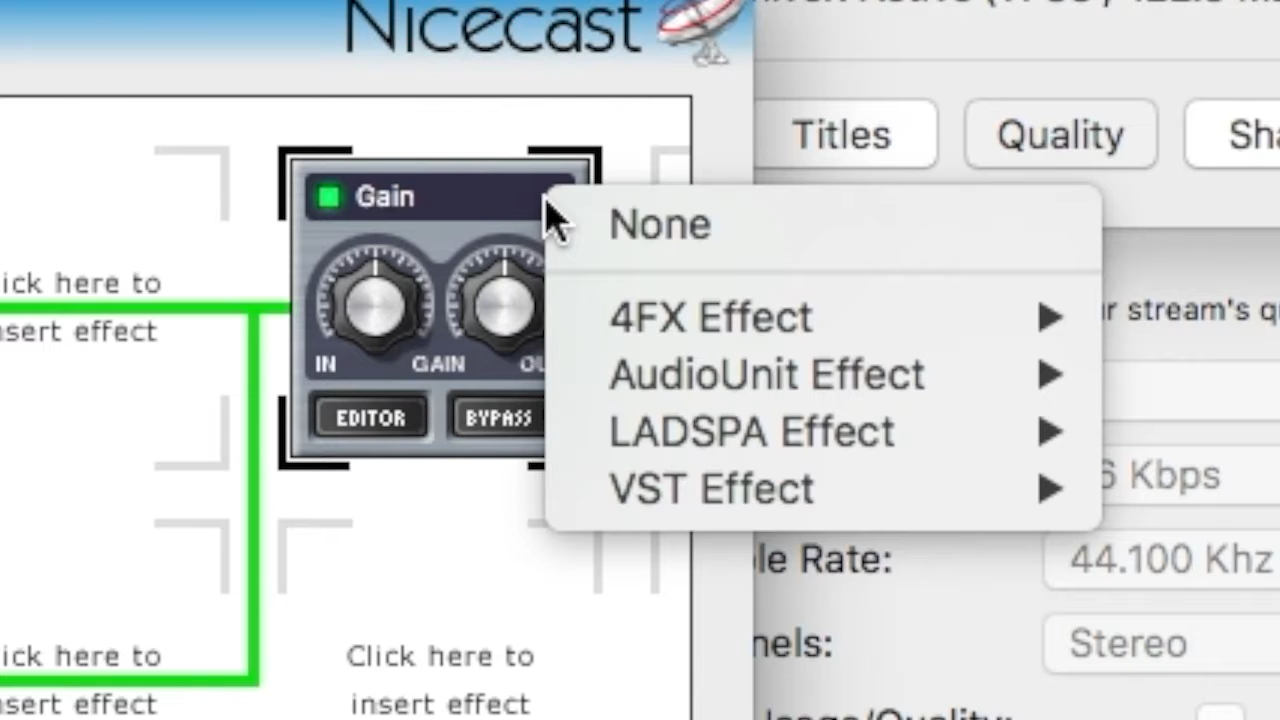 Nicecast
Titles
Quality
Gain
None
4FX Effect
AudioUnit Effect
LADSPA Effect
VST Effect
IN
GAIN
EDITOR
BYPASS
ick here to
nsert effect
r stream's q
6 Kbps
le Rate:
44.100 Khz
nels:
Stereo
ick here to
nsert effect
Click here to
insert effect